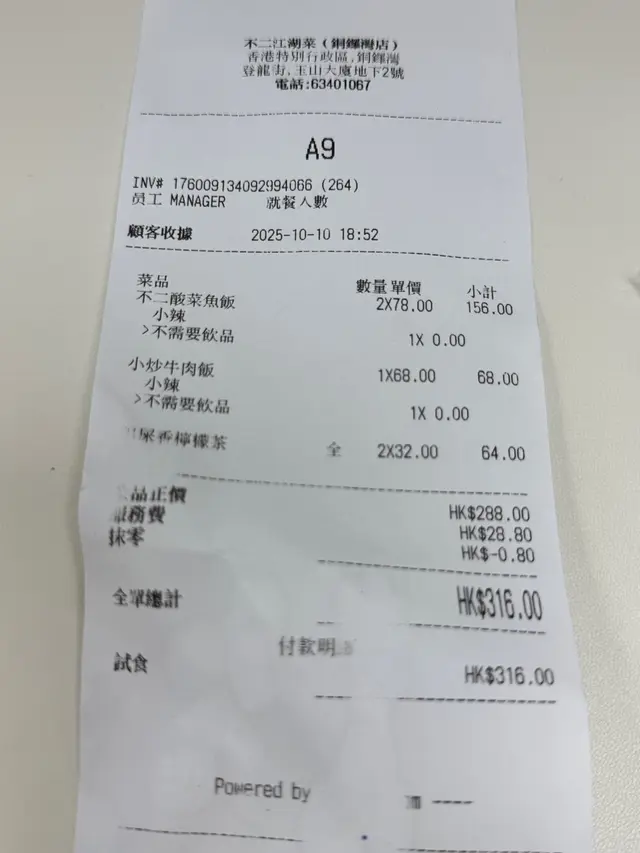 不二江湖菜（銅鑼灣店）
香港特別行政區,銅鑼灣
登龍街,玉山大廈地下2號
電話:63401067
A9
INV# 176009134092994066 (264)
员工 MANAGER 就餐人數
顧客收據 2025-10-10 18:52
菜品 數量單價 小計
不二酸菜魚飯 2X78.00 156.00
小辣
>不需要飲品 1X 0.00
小炒牛肉飯 1X68.00 68.00
小辣
>不需要飲品 1X 0.00
屎香檸檬茶 全 2X32.00 64.00
品正價 HK$288.00
服務費 HK$28.80
抹零 HK$-0.80
全單總計 HK$316.00
付款明
試食 HK$316.00
Powered by